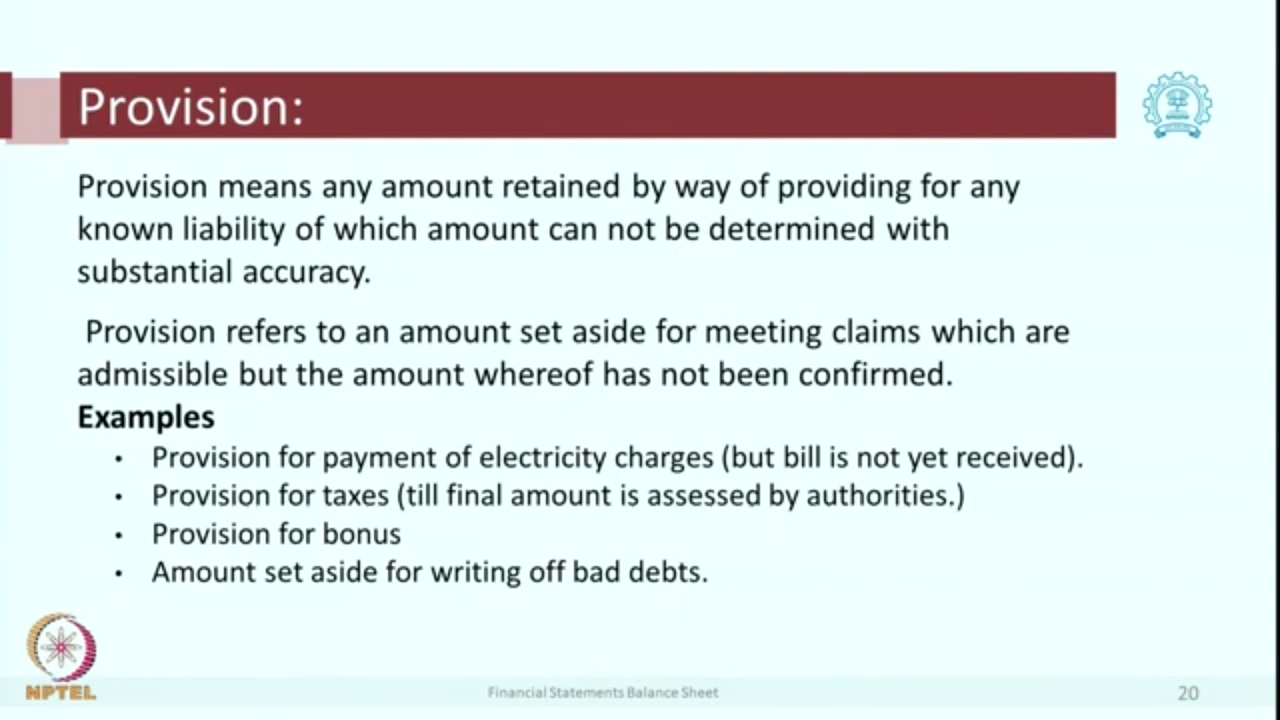 Provision:
Provision means any amount retained by way of providing for any
known liability of which amount can not be determined with
substantial accuracy.
Provision refers to an amount set aside for meeting claims which are
admissible but the amount whereof has not been confirmed.
Examples
• Provision for payment of electricity charges (but bill is not yet received).
• Provision for taxes (till final amount is assessed by authorities.)
• Provision for bonus
• Amount set aside for writing off bad debts.
NPTEL
Financial Statements Balance Sheet
20